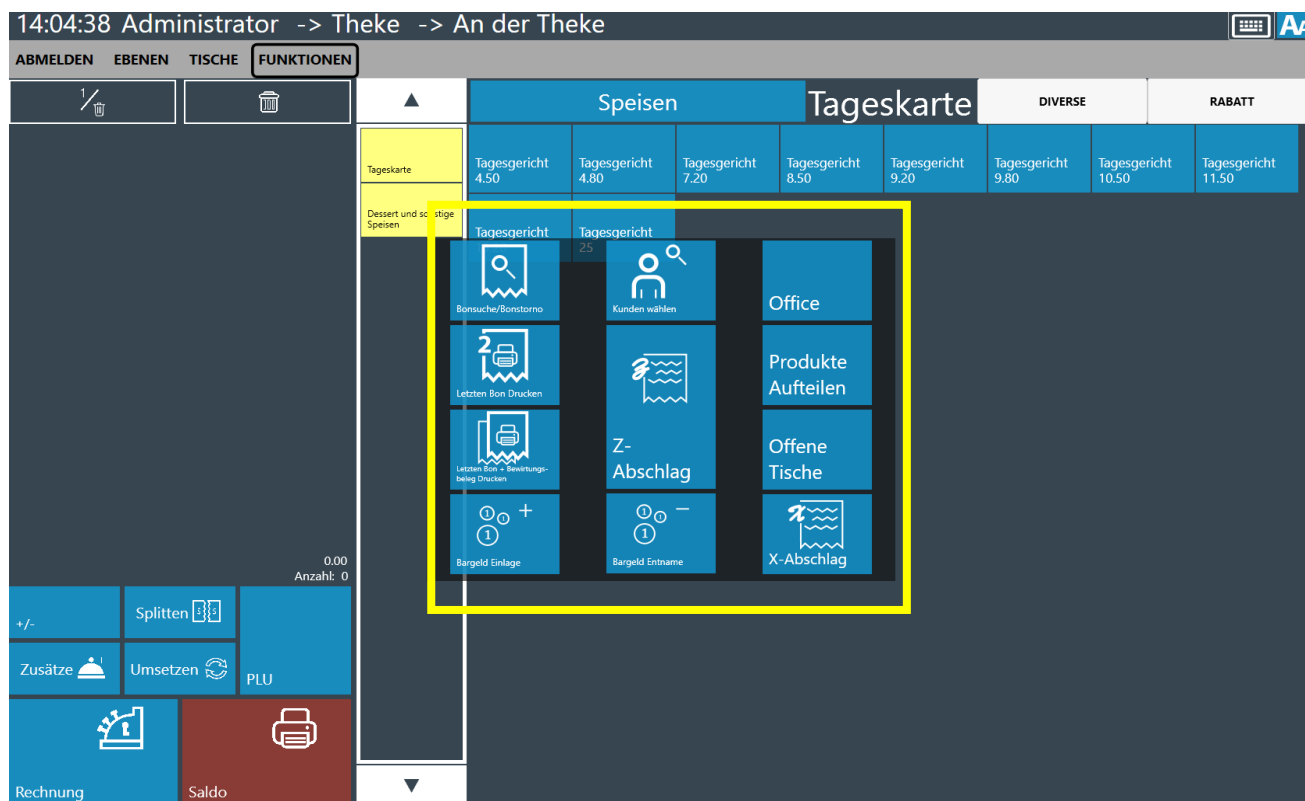 14:04:38 Administrator -> Theke -> An der Theke
ABMELDEN EBENEN TISCHE FUNKTIONEN
1/
Speisen
Tageskarte
DIVERSE
RABATT
Tageskarte
Tagesgericht
4.50
Tagesgericht
4.80
Tagesgericht
7.20
Tagesgericht
8.50
Tagesgericht
9.20
Tagesgericht
9.80
Tagesgericht
10.50
Tagesgericht
11.50
Dessert und sonstige
Speisen
Tagesgericht
Tagesgericht
25
Bonsuche/Bonstorno
Kunden wählen
Office
2
Letzten Bon Drucken
Z-
Abschlag
Produkte
Aufteilen
Letzten Bon + Bewirtungs-
beleg Drucken
Offene
Tische
Bargeld Einlage
Bargeld Entname
X-Abschlag
0.00
Anzahl: 0
+/-
Splitten
PLU
Zusätze
Umsetzen
Rechnung
Saldo